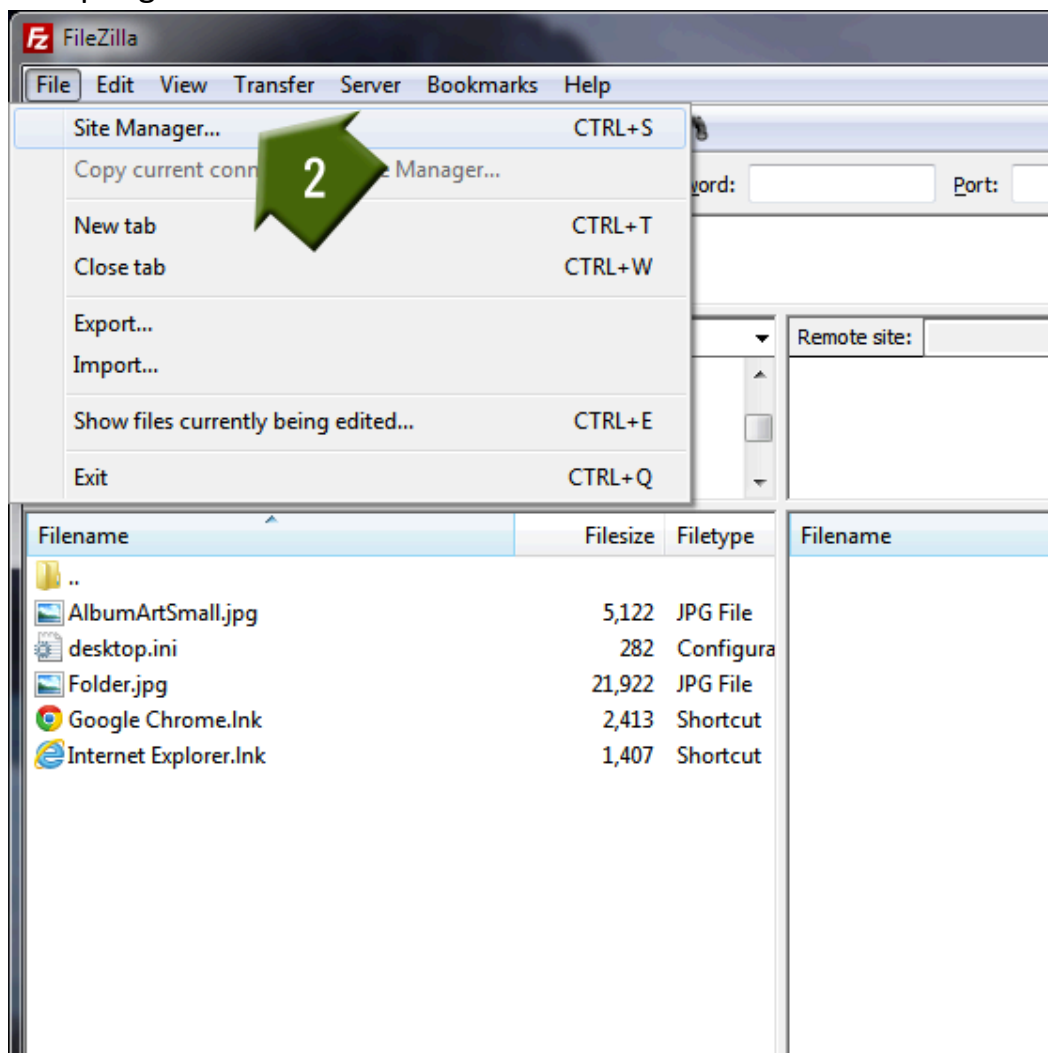 FileZilla
File Edit View Transfer Server Bookmarks Help
Site Manager... CTRL+S
Copy current Manager...
2
Port:
New tab CTRL+T
Close tab CTRL+W
Export...
Remote site:
Import...
Show files currently being edited... CTRL+E
Exit CTRL+Q
Filename Filesize Filetype Filename
..
AlbumArtSmall.jpg 5,122 JPG File
desktop.ini 282 Configura
Folder.jpg 21,922 JPG File
Google Chrome.lnk 2,413 Shortcut
Internet Explorer.lnk 1,407 Shortcut